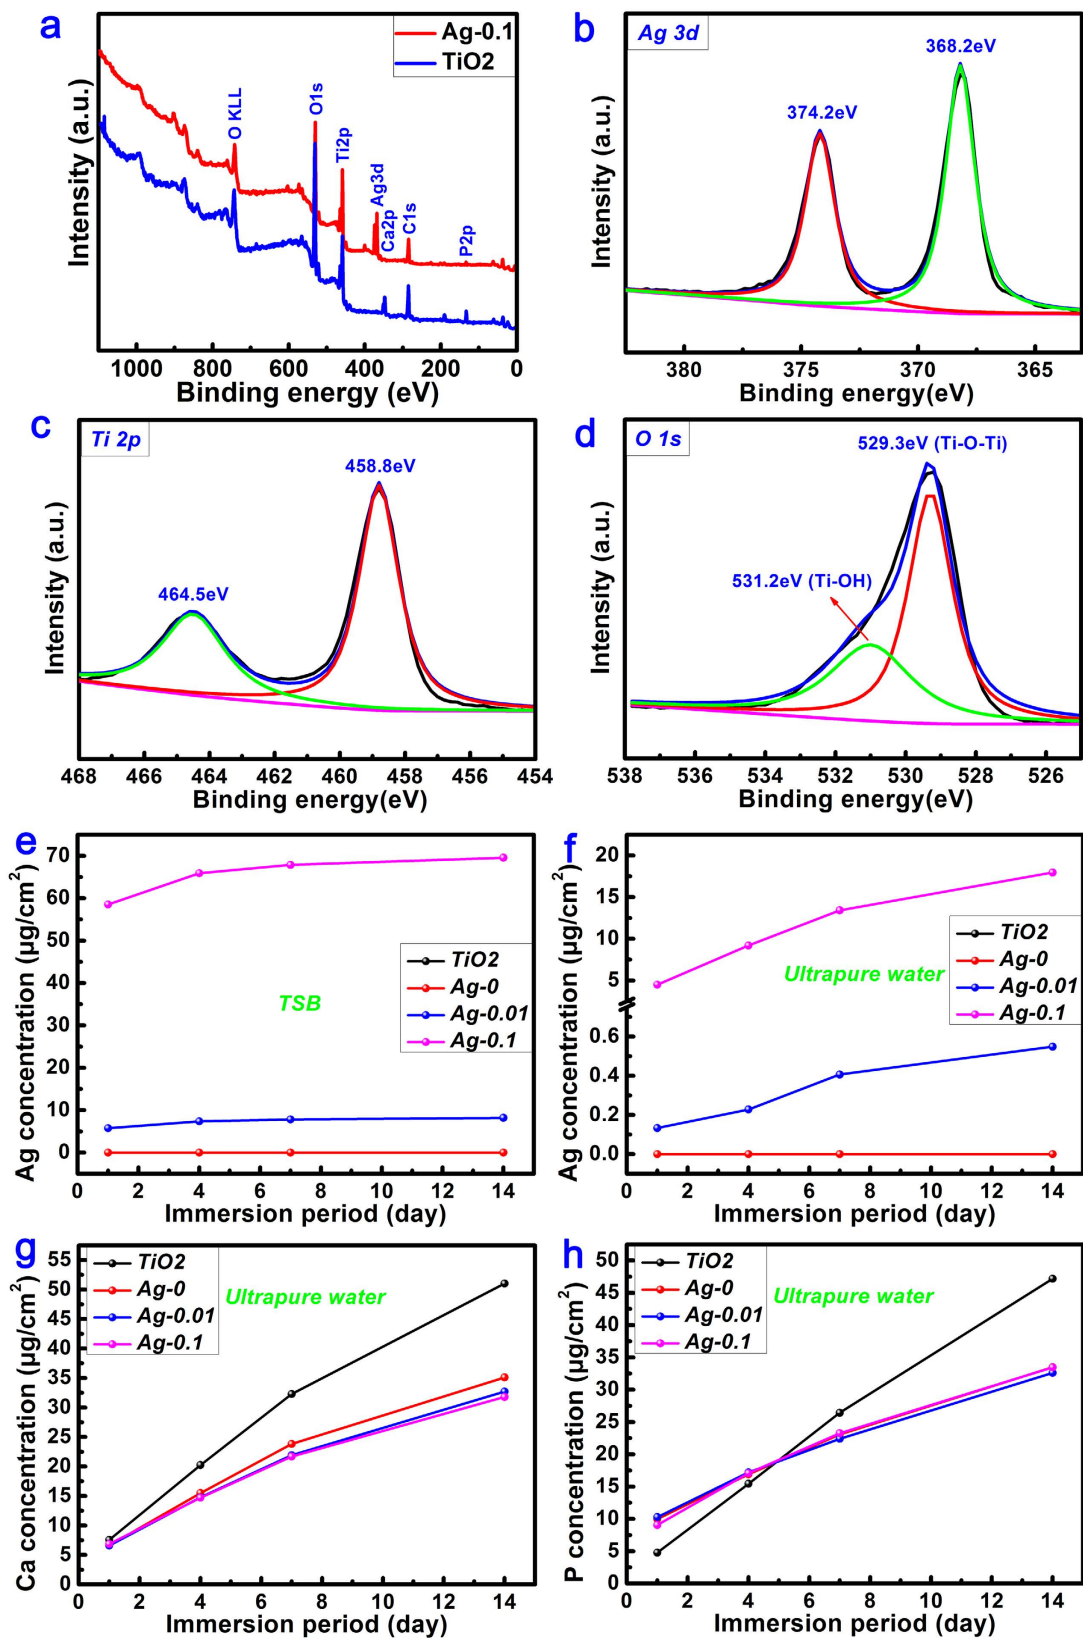 a
Ag-0.1
TiO2
O KLL
O1s
Ti2p
Ag3d
Ca2p
C1s
P2p
Intensity (a.u.)
1000 800 600 400 200 0
Binding energy (eV)
b
Ag 3d
368.2eV
374.2eV
Intensity (a.u.)
380 375 370 365
Binding energy(eV)
c
Ti 2p
458.8eV
464.5eV
Intensity (a.u.)
468 466 464 462 460 458 456 454
Binding energy(eV)
d
O 1s
529.3eV (Ti-O-Ti)
531.2eV (Ti-OH)
Intensity (a.u.)
538 536 534 532 530 528 526
Binding energy(eV)
e
70
60
50
40
30
20
10
0
Ag concentration (μg/cm²)
TiO2
Ag-0
Ag-0.01
Ag-0.1
TSB
0 2 4 6 8 10 12 14
Immersion period (day)
f
20
15
10
5
0.6
0.4
0.2
0.0
Ag concentration (μg/cm²)
TiO2
Ag-0
Ag-0.01
Ag-0.1
Ultrapure water
0 2 4 6 8 10 12 14
Immersion period (day)
g
55
50
45
40
35
30
25
20
15
10
5
0
Ca concentration (μg/cm²)
TiO2
Ag-0
Ag-0.01
Ag-0.1
Ultrapure water
0 2 4 6 8 10 12 14
Immersion period (day)
h
50
45
40
35
30
25
20
15
10
5
0
P concentration (μg/cm²)
TiO2
Ag-0
Ag-0.01
Ag-0.1
Ultrapure water
0 2 4 6 8 10 12 14
Immersion period (day)